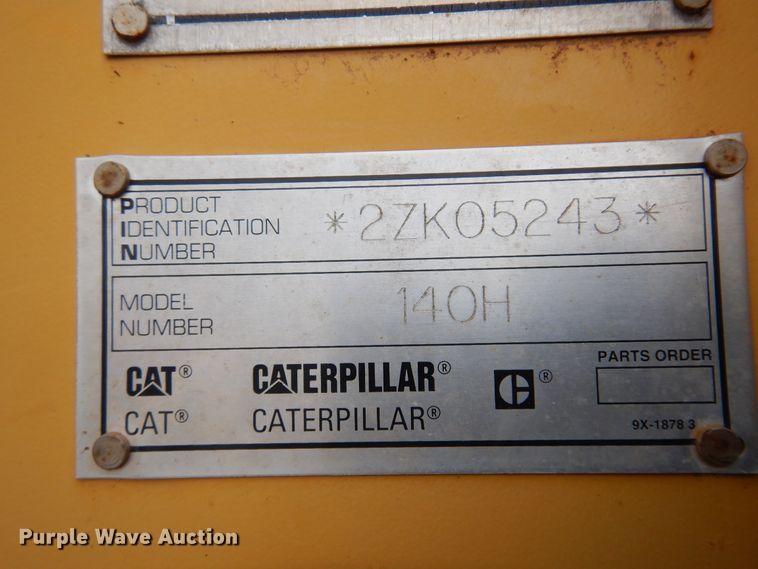 PRODUCT
IDENTIFICATION
NUMBER
*2ZK05243*
MODEL
NUMBER
140H
CAT® CATERPILLAR® C®
CAT® CATERPILLAR®
PARTS ORDER
9X-1878 3
Purple Wave Auction